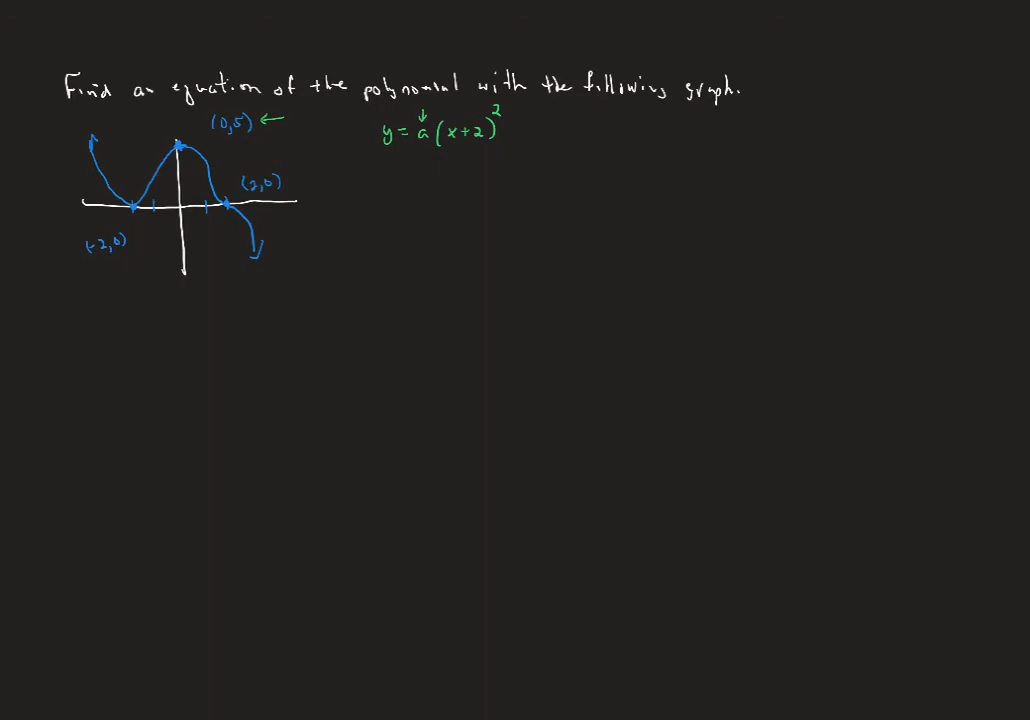 Find an equation of the polynomial with the following graph.
(0,5) ←
y = a(x+2)²
(2,0)
(-2,0)